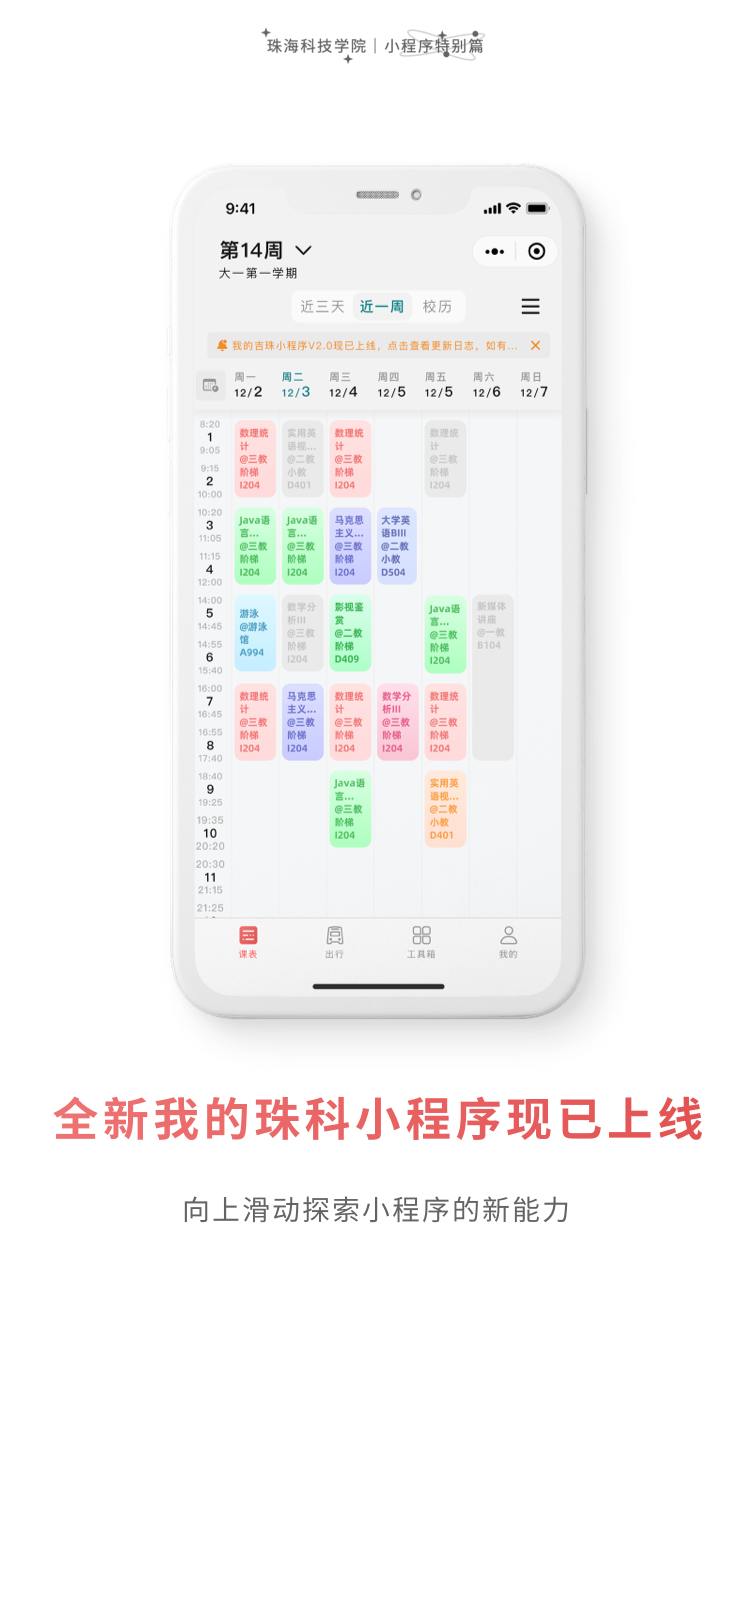 珠海科技学院｜小程序特别篇
9:41
第14周
大一第一学期
近三天 近一周 校历
我的吉珠小程序V2.0现已上线，点击查看更新日志，如有...
周一 周二 周三 周四 周五 周六 周日
12/2 12/3 12/4 12/5 12/5 12/6 12/7
8:20
1
9:05
9:15
2
10:00
数理统
计
@三教
阶梯
I204
实用英
语视...
@二教
小教
D401
数理统
计
@三教
阶梯
I204
数理统
计
@三教
阶梯
I204
10:20
3
11:05
11:15
4
12:00
Java语
言...
@三教
阶梯
I204
Java语
言...
@三教
阶梯
I204
马克思
主义...
@三教
阶梯
I204
大学英
语BIII
@二教
小教
D504
14:00
5
14:45
14:55
6
15:40
游泳
@游泳
馆
A994
数学分
析III
@三教
阶梯
I204
影视鉴
赏
@二教
阶梯
D409
Java语
言...
@三教
阶梯
I204
新媒体
讲座
@一教
B104
16:00
7
16:45
16:55
8
17:40
数理统
计
@三教
阶梯
I204
马克思
主义...
@三教
阶梯
I204
数理统
计
@三教
阶梯
I204
数学分
析III
@三教
阶梯
I204
数理统
计
@三教
阶梯
I204
18:40
9
19:25
19:35
10
20:20
Java语
言...
@三教
阶梯
I204
实用英
语视...
@二教
小教
D401
20:30
11
21:15
21:25
课表 出行 工具箱 我的
全新我的珠科小程序现已上线
向上滑动探索小程序的新能力